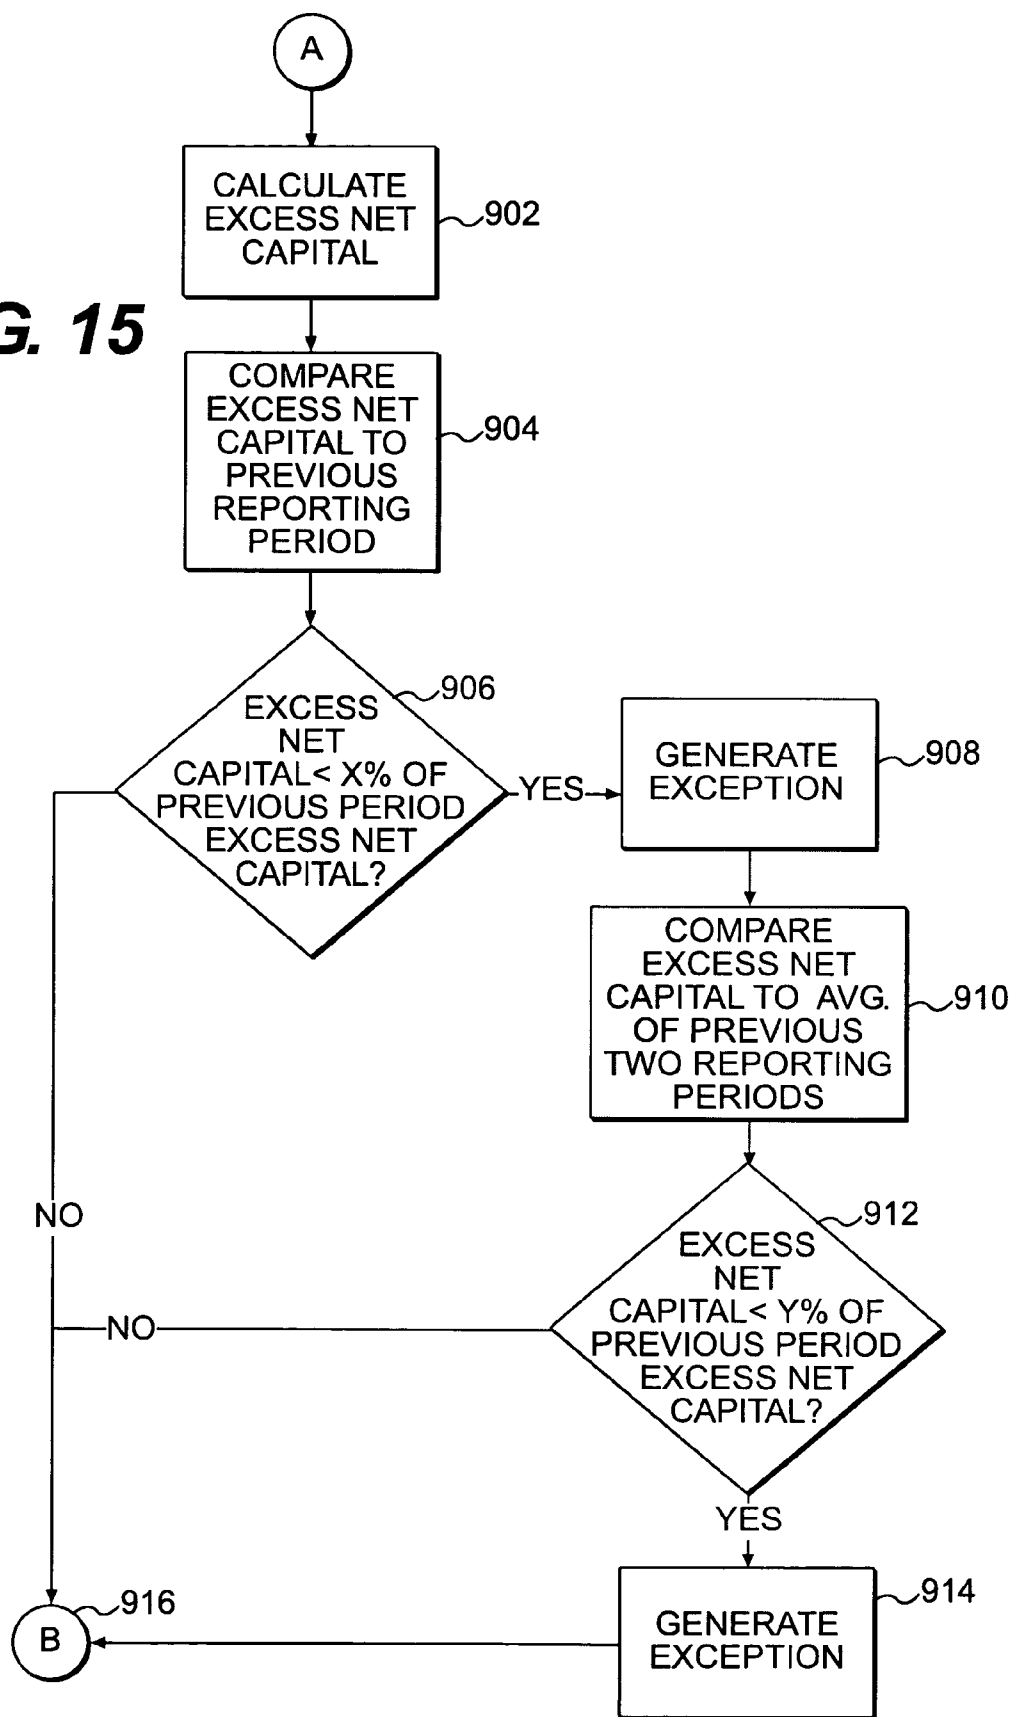 A
CALCULATE
EXCESS NET
CAPITAL
902
G. 15
COMPARE
EXCESS NET
CAPITAL TO
PREVIOUS
REPORTING
PERIOD
904
906
EXCESS
NET
CAPITAL< X% OF
PREVIOUS PERIOD
EXCESS NET
CAPITAL?
YES
GENERATE
EXCEPTION
908
COMPARE
EXCESS NET
CAPITAL TO AVG.
OF PREVIOUS
TWO REPORTING
PERIODS
910
NO
912
EXCESS
NET
CAPITAL< Y% OF
PREVIOUS PERIOD
EXCESS NET
CAPITAL?
NO
YES
GENERATE
EXCEPTION
914
916
B